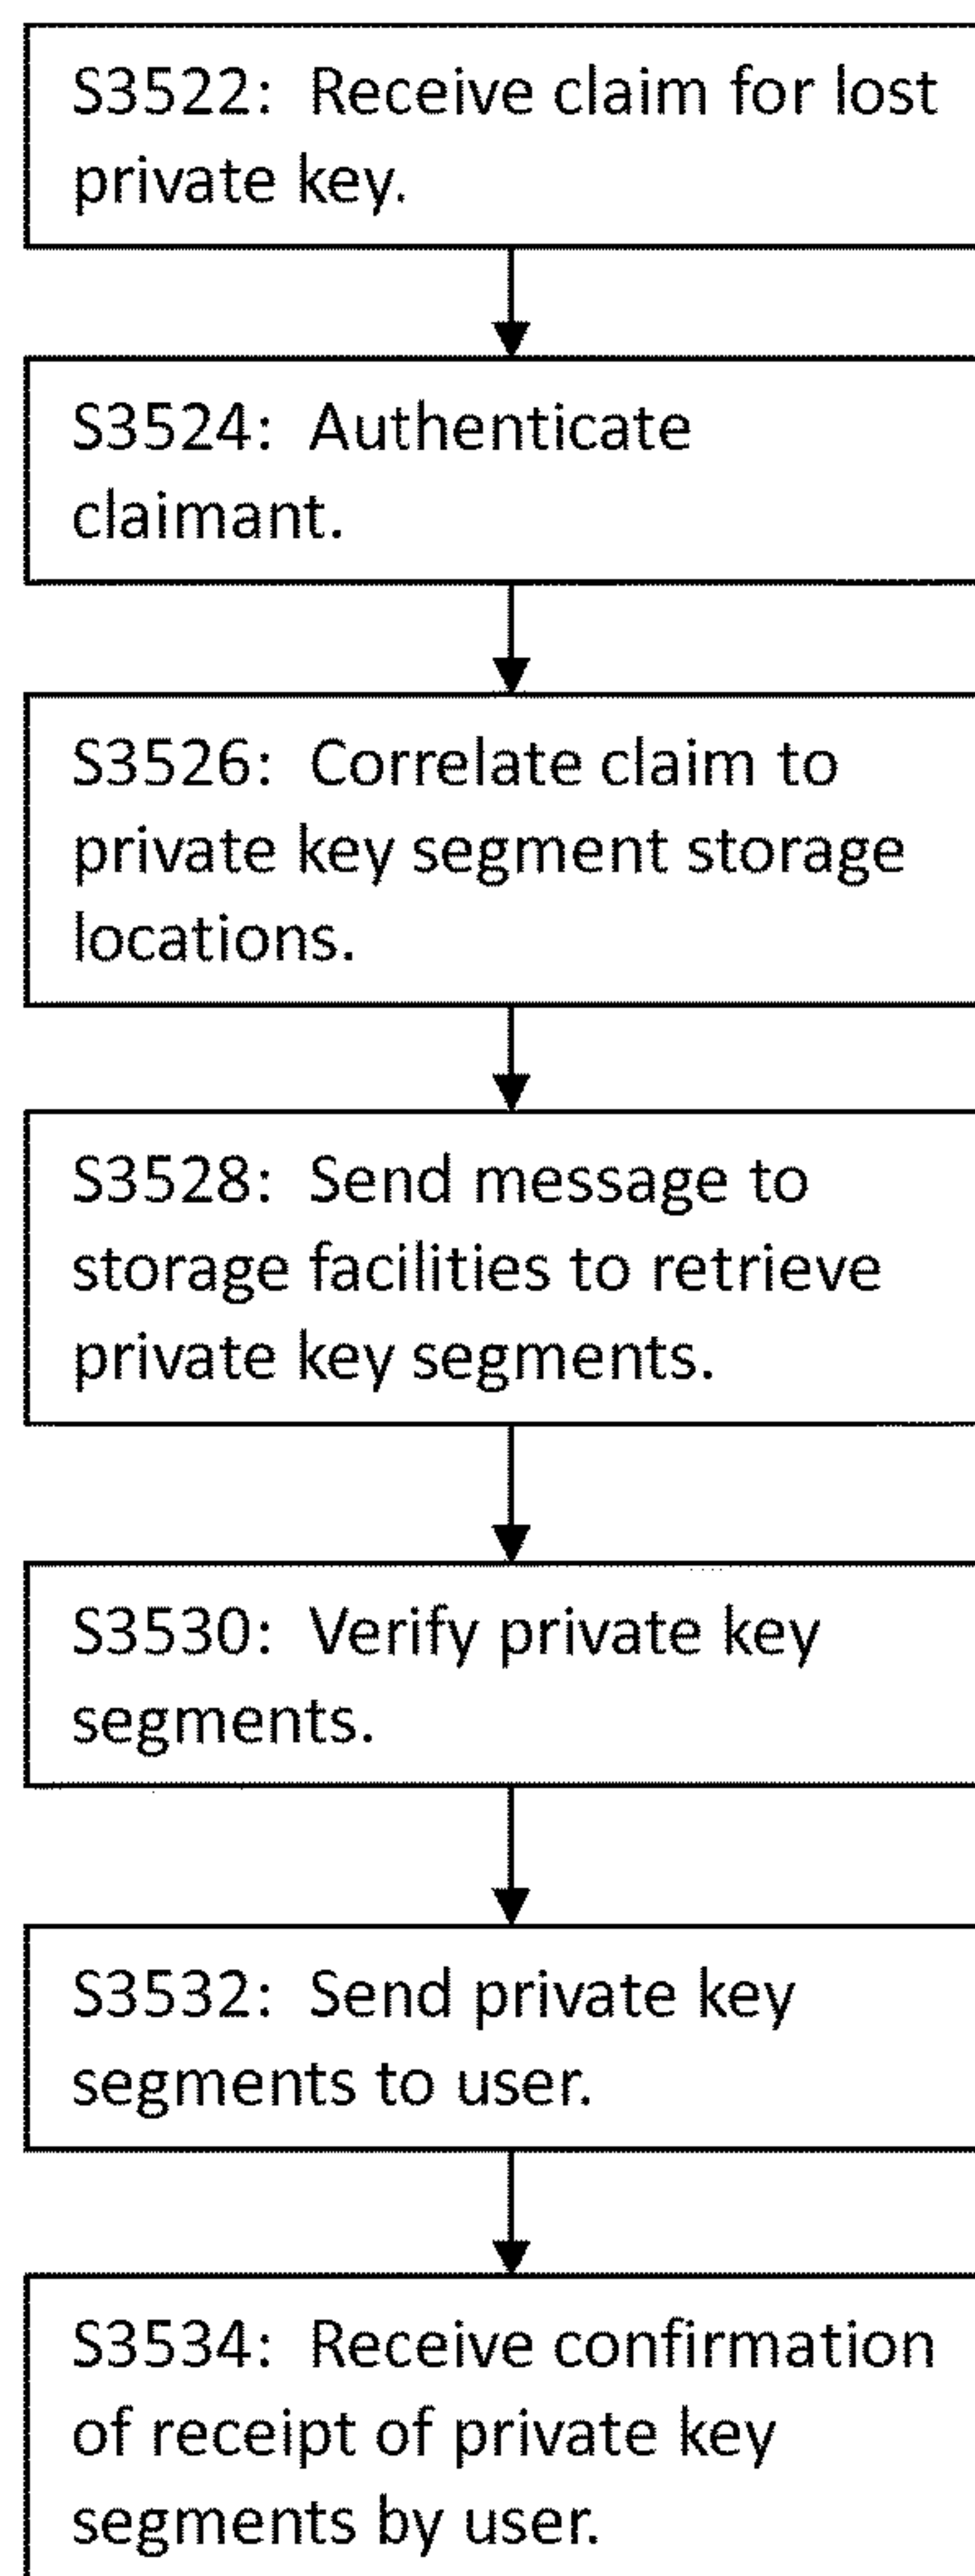 S3522: Receive claim for lost
private key.
S3524: Authenticate
claimant.
S3526: Correlate claim to
private key segment storage
locations.
S3528: Send message to
storage facilities to retrieve
private key segments.
S3530: Verify private key
segments.
S3532: Send private key
segments to user.
S3534: Receive confirmation
of receipt of private key
segments by user.